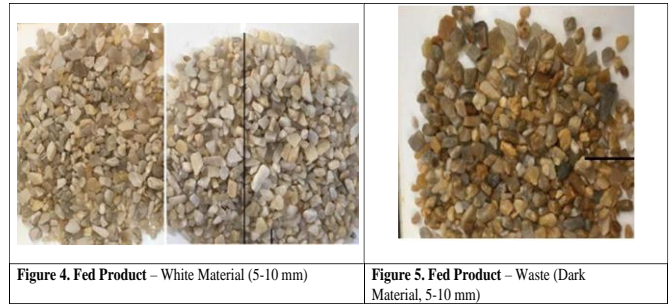 Figure 4. Fed Product – White Material (5-10 mm)
Figure 5. Fed Product – Waste (Dark
Material, 5-10 mm)